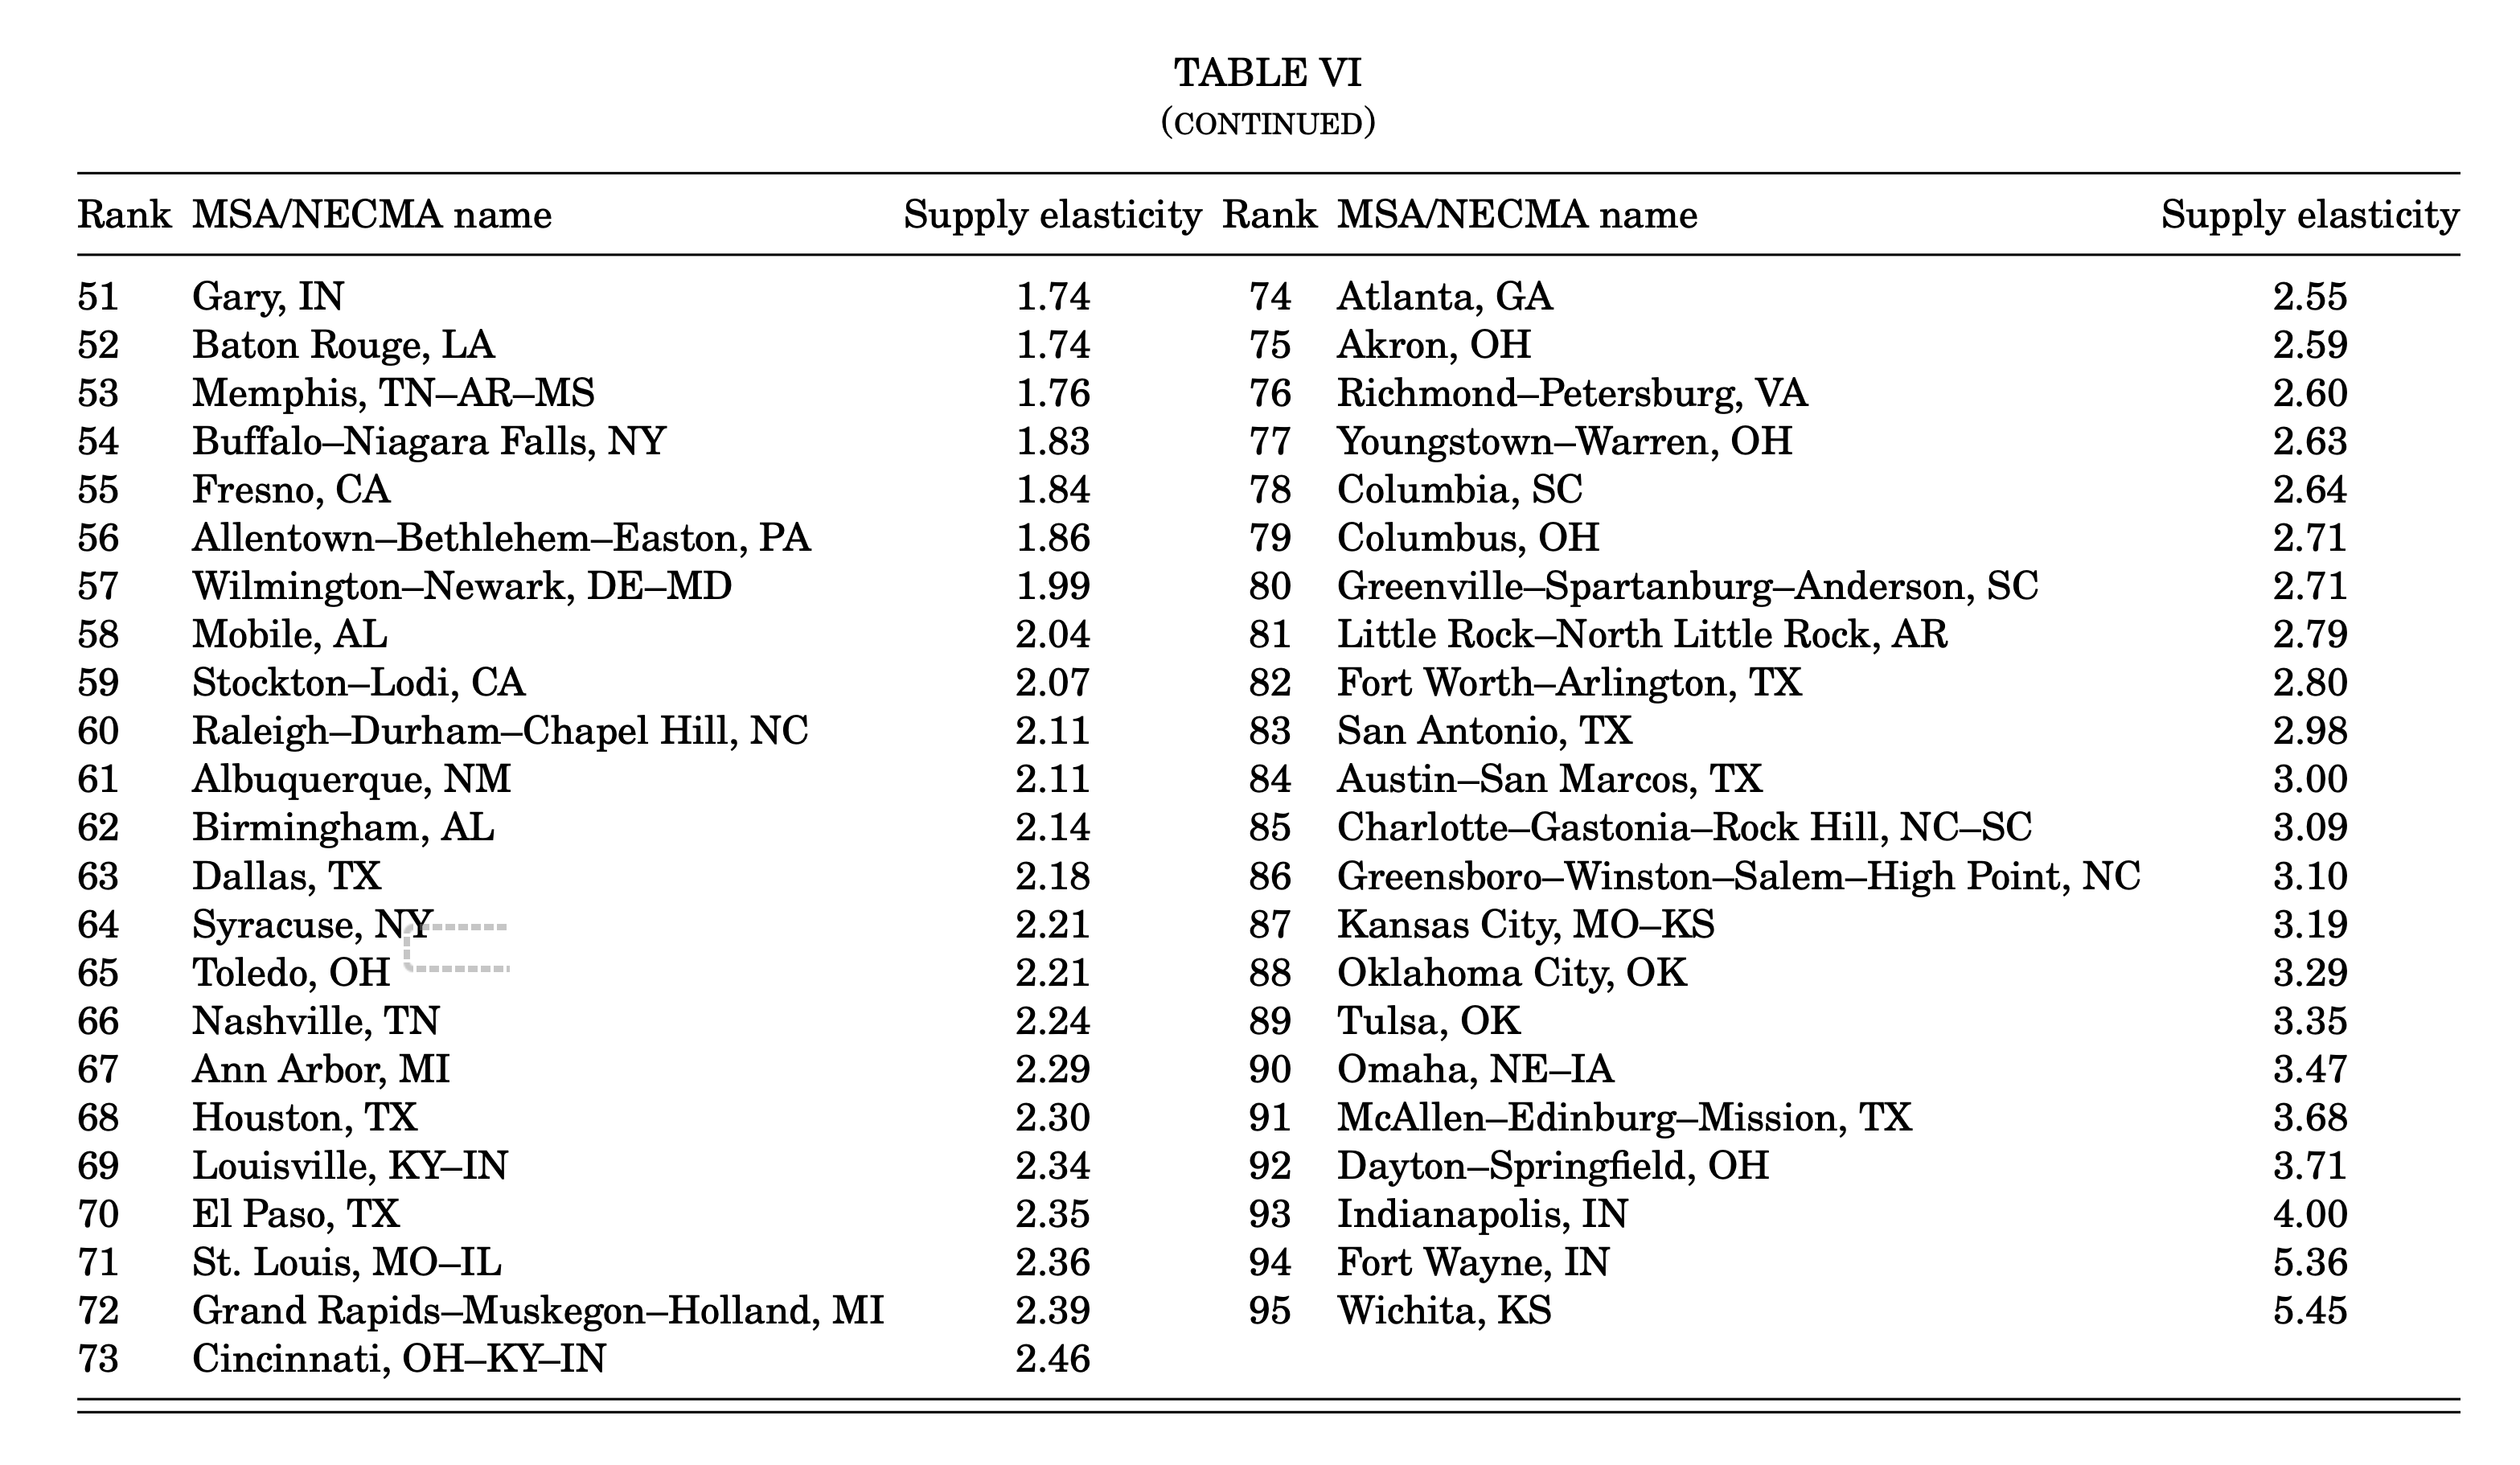 TABLE VI
(CONTINUED)
Rank MSA/NECMA name Supply elasticity Rank MSA/NECMA name Supply elasticity
51 Gary, IN 1.74 74 Atlanta, GA 2.55
52 Baton Rouge, LA 1.74 75 Akron, OH 2.59
53 Memphis, TN–AR–MS 1.76 76 Richmond–Petersburg, VA 2.60
54 Buffalo–Niagara Falls, NY 1.83 77 Youngstown–Warren, OH 2.63
55 Fresno, CA 1.84 78 Columbia, SC 2.64
56 Allentown–Bethlehem–Easton, PA 1.86 79 Columbus, OH 2.71
57 Wilmington–Newark, DE–MD 1.99 80 Greenville–Spartanburg–Anderson, SC 2.71
58 Mobile, AL 2.04 81 Little Rock–North Little Rock, AR 2.79
59 Stockton–Lodi, CA 2.07 82 Fort Worth–Arlington, TX 2.80
60 Raleigh–Durham–Chapel Hill, NC 2.11 83 San Antonio, TX 2.98
61 Albuquerque, NM 2.11 84 Austin–San Marcos, TX 3.00
62 Birmingham, AL 2.14 85 Charlotte–Gastonia–Rock Hill, NC–SC 3.09
63 Dallas, TX 2.18 86 Greensboro–Winston–Salem–High Point, NC 3.10
64 Syracuse, NY 2.21 87 Kansas City, MO–KS 3.19
65 Toledo, OH 2.21 88 Oklahoma City, OK 3.29
66 Nashville, TN 2.24 89 Tulsa, OK 3.35
67 Ann Arbor, MI 2.29 90 Omaha, NE–IA 3.47
68 Houston, TX 2.30 91 McAllen–Edinburg–Mission, TX 3.68
69 Louisville, KY–IN 2.34 92 Dayton–Springfield, OH 3.71
70 El Paso, TX 2.35 93 Indianapolis, IN 4.00
71 St. Louis, MO–IL 2.36 94 Fort Wayne, IN 5.36
72 Grand Rapids–Muskegon–Holland, MI 2.39 95 Wichita, KS 5.45
73 Cincinnati, OH–KY–IN 2.46